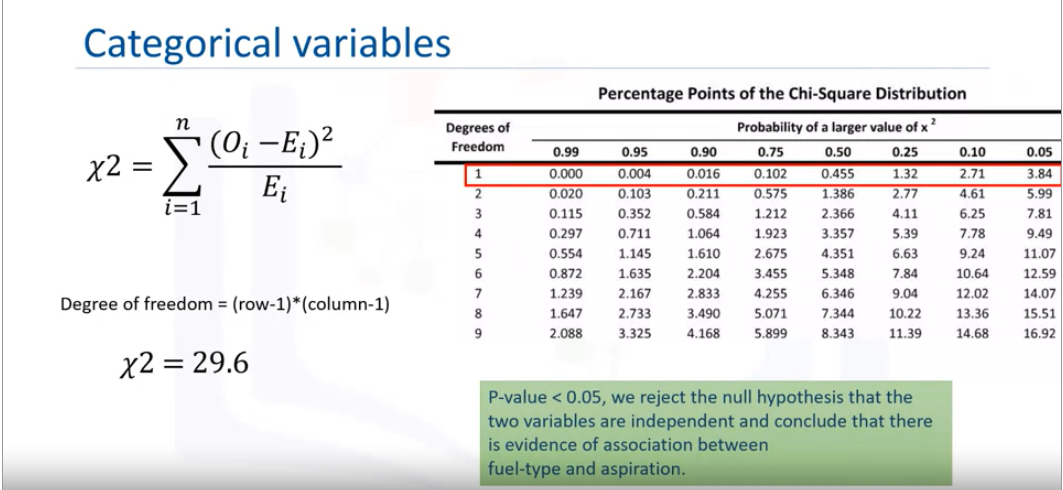 Categorical variables
χ2 = n ∑ i=1 (Oᵢ −Eᵢ)² / Eᵢ
Degree of freedom = (row-1)*(column-1)
χ2 = 29.6
Percentage Points of the Chi-Square Distribution
Degrees of Freedom Probability of a larger value of x ²
0.99 0.95 0.90 0.75 0.50 0.25 0.10 0.05
1 0.000 0.004 0.016 0.102 0.455 1.32 2.71 3.84
2 0.020 0.103 0.211 0.575 1.386 2.77 4.61 5.99
3 0.115 0.352 0.584 1.212 2.366 4.11 6.25 7.81
4 0.297 0.711 1.064 1.923 3.357 5.39 7.78 9.49
5 0.554 1.145 1.610 2.675 4.351 6.63 9.24 11.07
6 0.872 1.635 2.204 3.455 5.348 7.84 10.64 12.59
7 1.239 2.167 2.833 4.255 6.346 9.04 12.02 14.07
8 1.647 2.733 3.490 5.071 7.344 10.22 13.36 15.51
9 2.088 3.325 4.168 5.899 8.343 11.39 14.68 16.92
P-value < 0.05, we reject the null hypothesis that the
two variables are independent and conclude that there
is evidence of association between
fuel-type and aspiration.